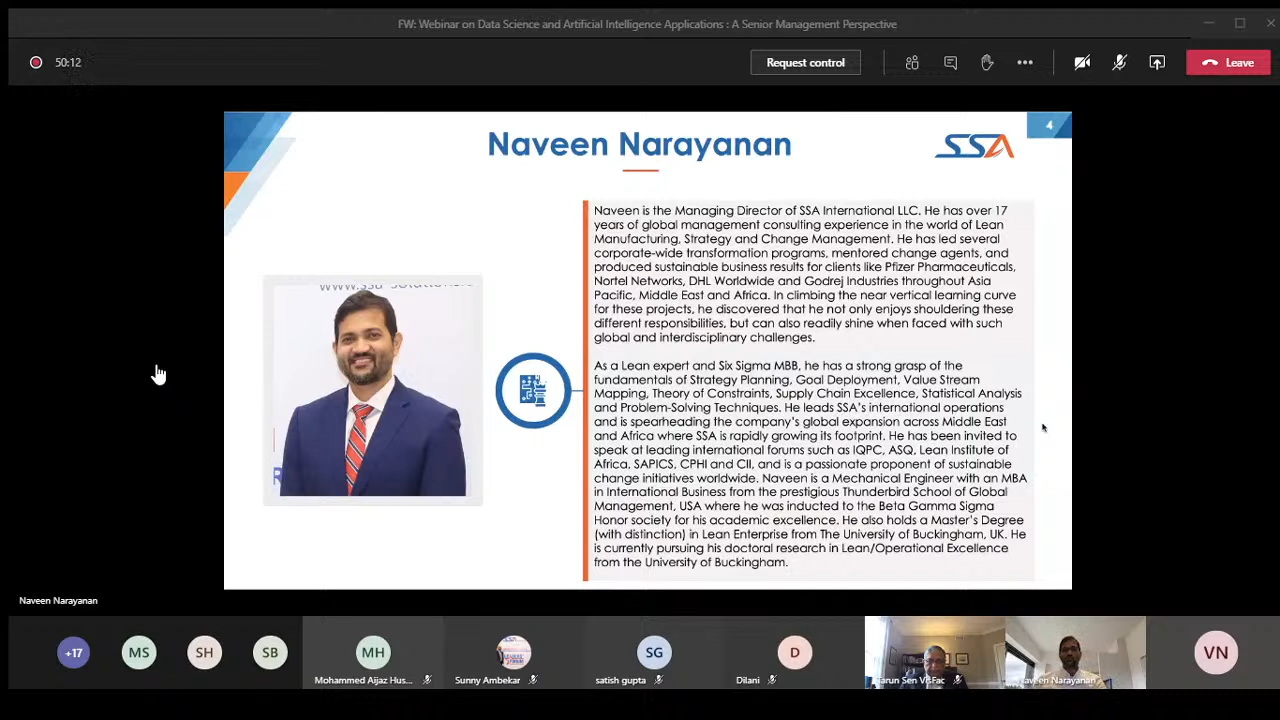 FW: Webinar on Data Science and Artificial Intelligence Applications : A Senior Management Perspective
50:12
Request control
Leave
Naveen Narayanan
SSA
4
Naveen is the Managing Director of SSA International LLC. He has over 17
years of global management consulting experience in the world of Lean
Manufacturing, Strategy and Change Management. He has led several
corporate-wide transformation programs, mentored change agents, and
produced sustainable business results for clients like Pfizer Pharmaceuticals,
Nortel Networks, DHL Worldwide and Godrej Industries throughout Asia
Pacific, Middle East and Africa. In climbing the near vertical learning curve
for these projects, he discovered that he not only enjoys shouldering these
different responsibilities, but can also readily shine when faced with such
global and interdisciplinary challenges.
As a Lean expert and Six Sigma MBB, he has a strong grasp of the
fundamentals of Strategy Planning, Goal Deployment, Value Stream
Mapping, Theory of Constraints, Supply Chain Excellence, Statistical Analysis
and Problem-Solving Techniques. He leads SSA's international operations
and is spearheading the company's global expansion across Middle East
and Africa where SSA is rapidly growing its footprint. He has been invited to
speak at leading international forums such as IQPC, ASQ, Lean Institute of
Africa, SAPICS, CPHI and CII, and is a passionate proponent of sustainable
change initiatives worldwide. Naveen is a Mechanical Engineer with an MBA
in International Business from the prestigious Thunderbird School of Global
Management, USA where he was inducted to the Beta Gamma Sigma
Honor society for his academic excellence. He also holds a Master's Degree
(with distinction) in Lean Enterprise from The University of Buckingham, UK. He
is currently pursuing his doctoral research in Lean/Operational Excellence
from the University of Buckingham.
Naveen Narayanan
+17
MS
SH
SB
MH
SG
D
VN
Mohammed Aijaz Hus...
Sunny Ambekar
satish gupta
Dilani
Sen VP.Fac
Naveen Narayanan